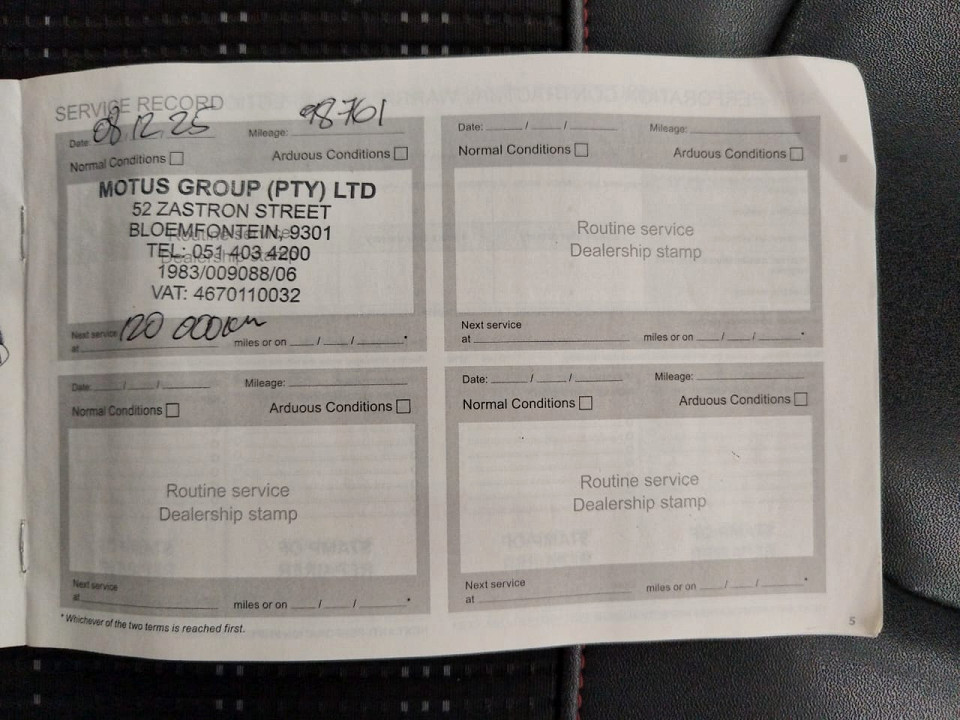 SERVICE RECORD
Date: 08/12/25 Mileage: 98761
Normal Conditions Arduous Conditions
MOTUS GROUP (PTY) LTD
52 ZASTRON STREET
BLOEMFONTEIN, 9301
TEL: 051 403 4200
1983/009088/06
VAT: 4670110032
Routine service
Dealership stamp
Next service 120 000km
at miles or on / / *
Date: / / Mileage:
Normal Conditions Arduous Conditions
Routine service
Dealership stamp
Next service
at miles or on / / *
Date: / / Mileage:
Normal Conditions Arduous Conditions
Routine service
Dealership stamp
Next service
at miles or on / / *
Date: / / Mileage:
Normal Conditions Arduous Conditions
Routine service
Dealership stamp
Next service
at miles or on / / *
* Whichever of the two terms is reached first.
5